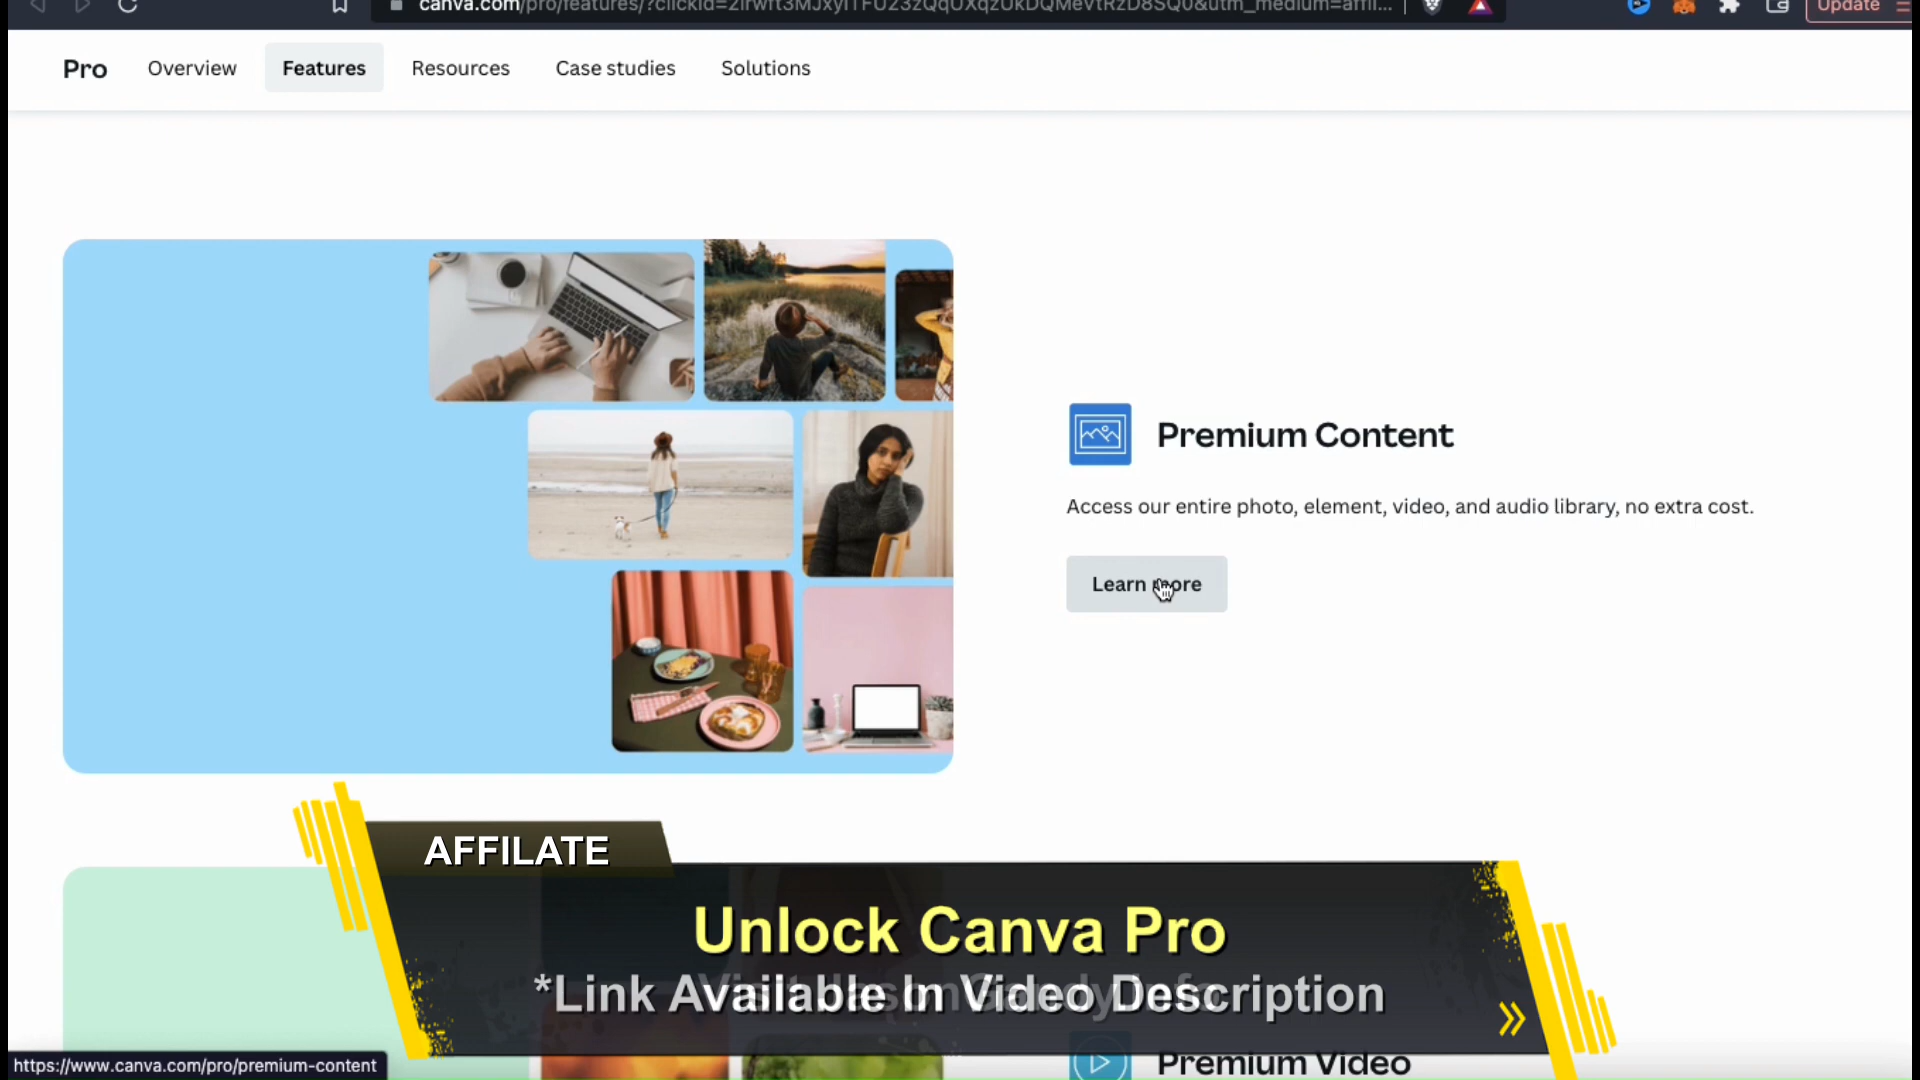 Update
Pro Overview Features Resources Case studies Solutions
Premium Content
Access our entire photo, element, video, and audio library, no extra cost.
Learn more
AFFILATE
Unlock Canva Pro
*Link Available In Video Description
Premium Video
https://www.canva.com/pro/premium-content